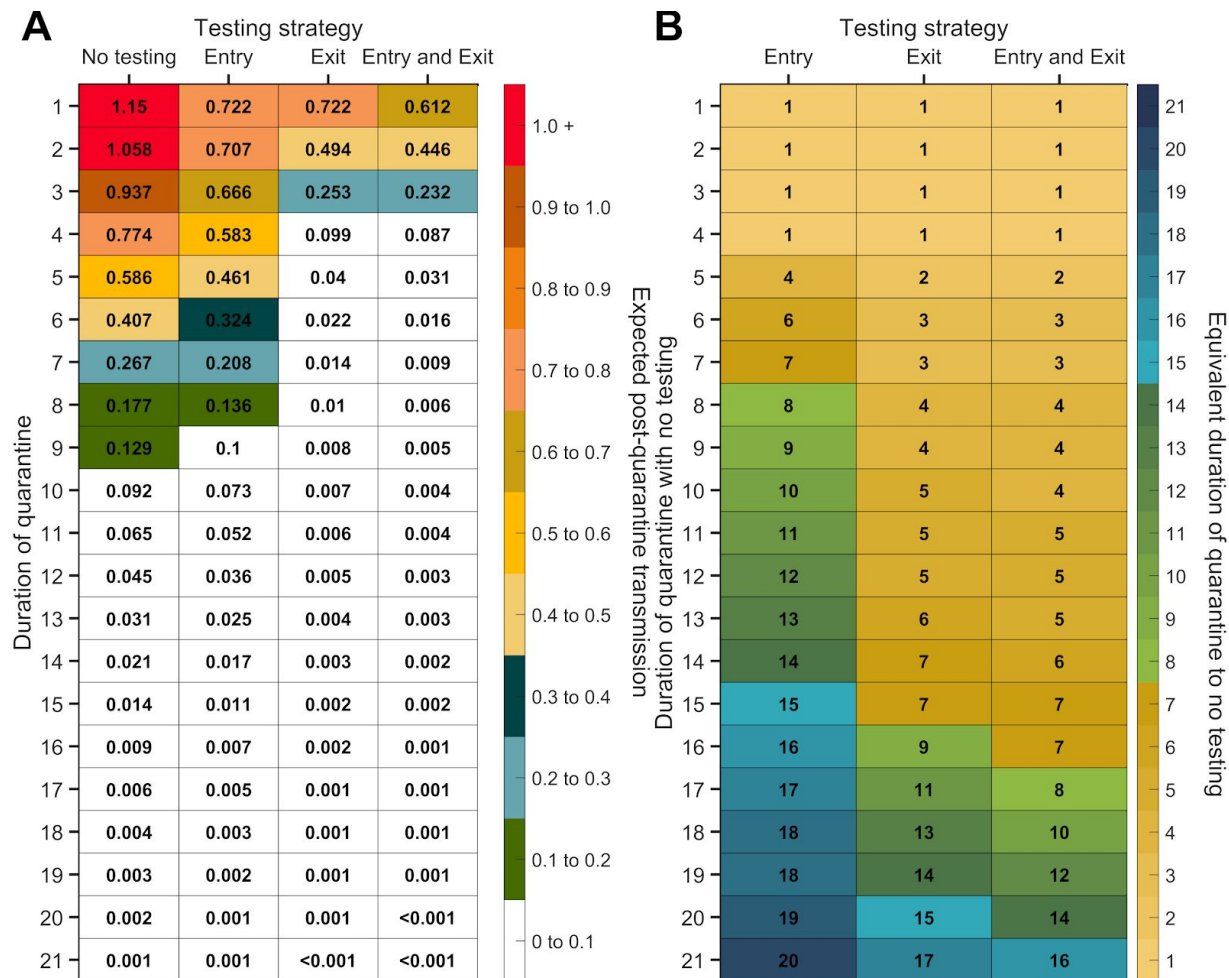 A
Testing strategy
No testing Entry Exit Entry and Exit
Duration of quarantine
1 1.15 0.722 0.722 0.612
2 1.058 0.707 0.494 0.446
3 0.937 0.666 0.253 0.232
4 0.774 0.583 0.099 0.087
5 0.586 0.461 0.04 0.031
6 0.407 0.324 0.022 0.016
7 0.267 0.208 0.014 0.009
8 0.177 0.136 0.01 0.006
9 0.129 0.1 0.008 0.005
10 0.092 0.073 0.007 0.004
11 0.065 0.052 0.006 0.004
12 0.045 0.036 0.005 0.003
13 0.031 0.025 0.004 0.003
14 0.021 0.017 0.003 0.002
15 0.014 0.011 0.002 0.002
16 0.009 0.007 0.002 0.001
17 0.006 0.005 0.001 0.001
18 0.004 0.003 0.001 0.001
19 0.003 0.002 0.001 0.001
20 0.002 0.001 0.001 <0.001
21 0.001 0.001 <0.001 <0.001
1.0 +
0.9 to 1.0
0.8 to 0.9
0.7 to 0.8
0.6 to 0.7
0.5 to 0.6
0.4 to 0.5
0.3 to 0.4
0.2 to 0.3
0.1 to 0.2
0 to 0.1
Expected post-quarantine transmission
B
Testing strategy
Entry Exit Entry and Exit
Duration of quarantine with no testing
1 1 1 1
2 1 1 1
3 1 1 1
4 1 1 1
5 4 2 2
6 6 3 3
7 7 3 3
8 8 4 4
9 9 4 4
10 10 5 4
11 11 5 5
12 12 5 5
13 13 6 5
14 14 7 6
15 15 7 7
16 16 9 7
17 17 11 8
18 18 13 10
19 18 14 12
20 19 15 14
21 20 17 16
21
20
19
18
17
16
15
14
13
12
11
10
9
8
7
6
5
4
3
2
1
Equivalent duration of quarantine to no testing